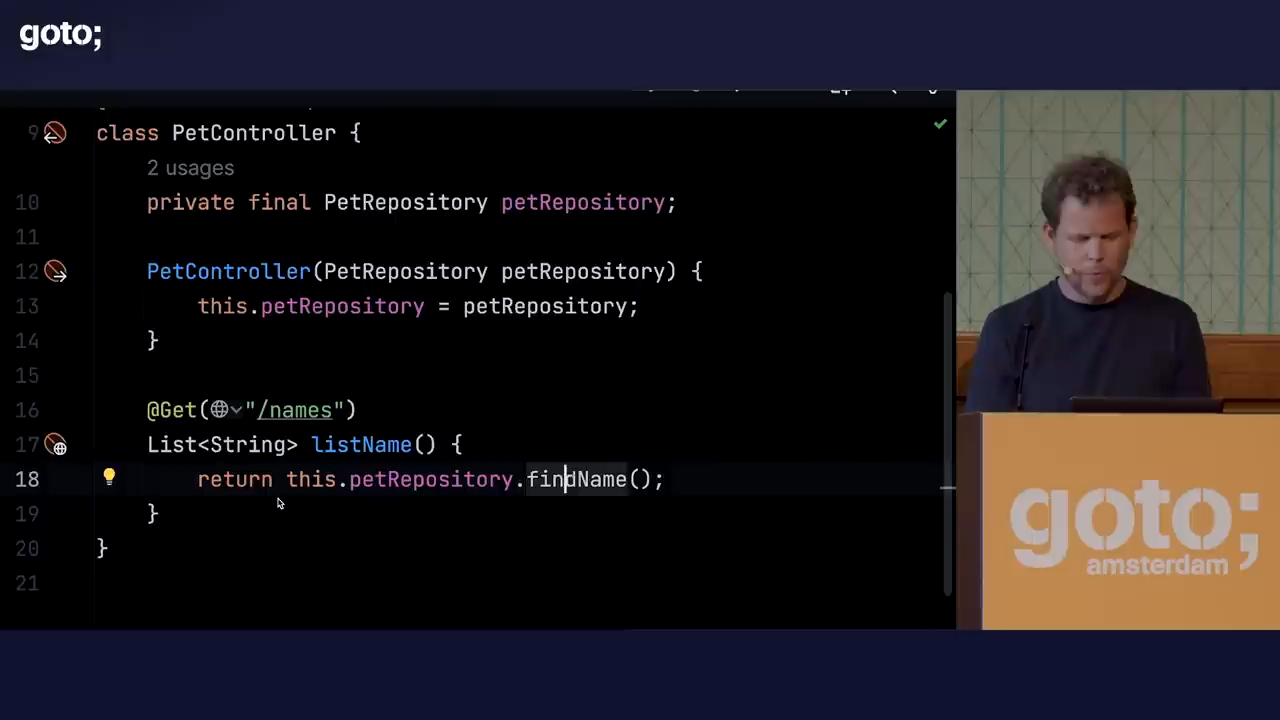 goto;
9 class PetController {
2 usages
10 private final PetRepository petRepository;
11
12 PetController(PetRepository petRepository) {
13 this.petRepository = petRepository;
14 }
15
16 @Get("/names")
17 List<String> listName() {
18 return this.petRepository.findName();
19 }
20 }
21
goto;
amsterdam